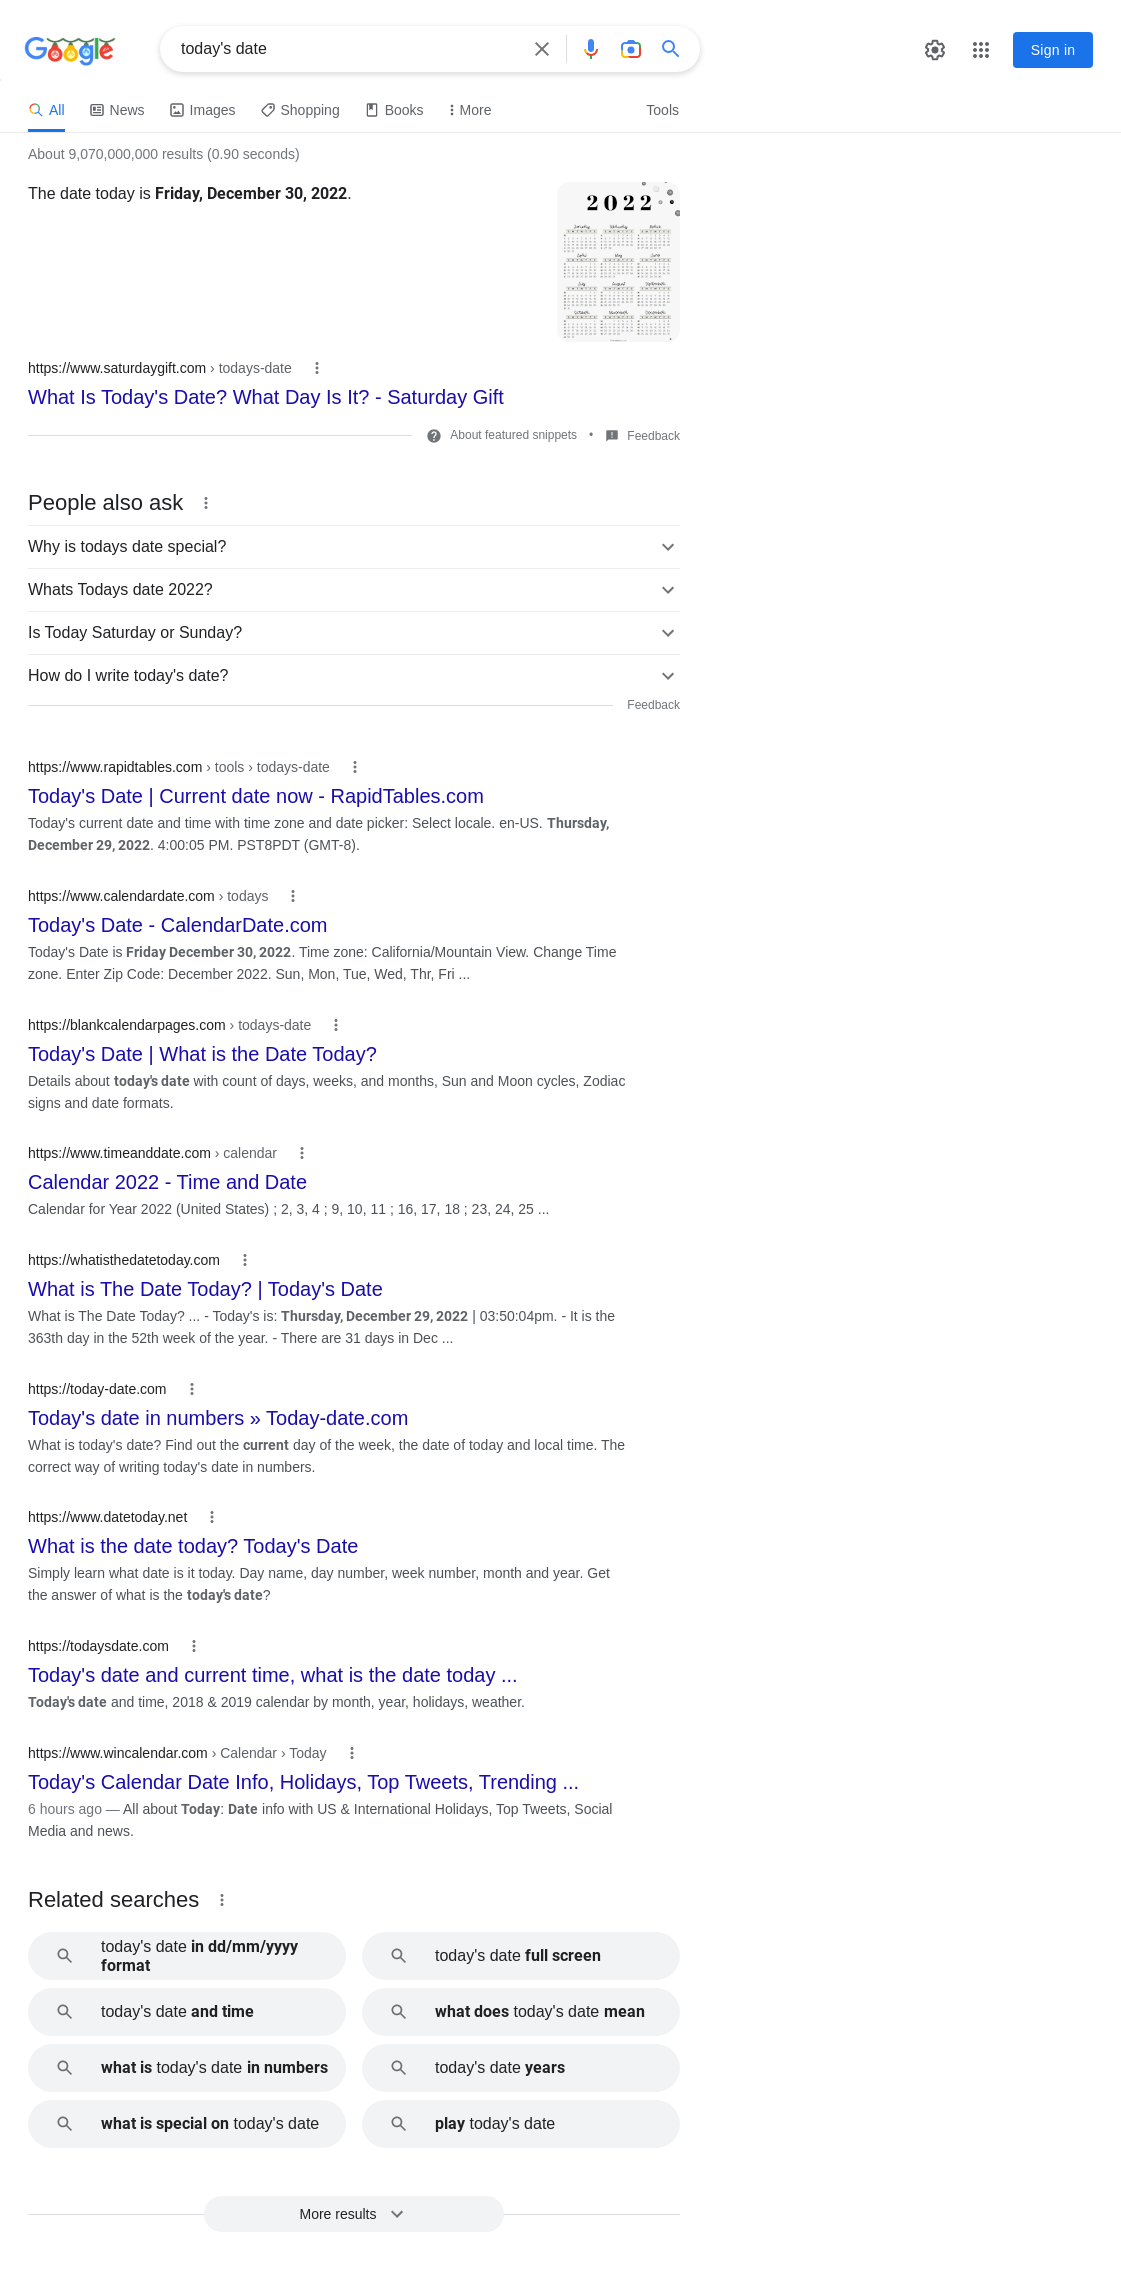 Google
today's date
Sign in
All
News
Images
Shopping
Books
More
Tools
About 9,070,000,000 results (0.90 seconds)
The date today is Friday, December 30, 2022.
2022
https://www.saturdaygift.com › todays-date
What Is Today's Date? What Day Is It? - Saturday Gift
About featured snippets • Feedback
People also ask
Why is todays date special?
Whats Todays date 2022?
Is Today Saturday or Sunday?
How do I write today's date?
Feedback
https://www.rapidtables.com › tools › todays-date
Today's Date | Current date now - RapidTables.com
Today's current date and time with time zone and date picker: Select locale. en-US. Thursday,
December 29, 2022. 4:00:05 PM. PST8PDT (GMT-8).
https://www.calendardate.com › todays
Today's Date - CalendarDate.com
Today's Date is Friday December 30, 2022. Time zone: California/Mountain View. Change Time
zone. Enter Zip Code: December 2022. Sun, Mon, Tue, Wed, Thr, Fri ...
https://blankcalendarpages.com › todays-date
Today's Date | What is the Date Today?
Details about today's date with count of days, weeks, and months, Sun and Moon cycles, Zodiac
signs and date formats.
https://www.timeanddate.com › calendar
Calendar 2022 - Time and Date
Calendar for Year 2022 (United States) ; 2, 3, 4 ; 9, 10, 11 ; 16, 17, 18 ; 23, 24, 25 ...
https://whatisthedatetoday.com
What is The Date Today? | Today's Date
What is The Date Today? ... - Today's is: Thursday, December 29, 2022 | 03:50:04pm. - It is the
363th day in the 52th week of the year. - There are 31 days in Dec ...
https://today-date.com
Today's date in numbers » Today-date.com
What is today's date? Find out the current day of the week, the date of today and local time. The
correct way of writing today's date in numbers.
https://www.datetoday.net
What is the date today? Today's Date
Simply learn what date is it today. Day name, day number, week number, month and year. Get
the answer of what is the today's date?
https://todaysdate.com
Today's date and current time, what is the date today ...
Today's date and time, 2018 & 2019 calendar by month, year, holidays, weather.
https://www.wincalendar.com › Calendar › Today
Today's Calendar Date Info, Holidays, Top Tweets, Trending ...
6 hours ago — All about Today: Date info with US & International Holidays, Top Tweets, Social
Media and news.
Related searches
today's date in dd/mm/yyyy
format
today's date full screen
today's date and time
what does today's date mean
what is today's date in numbers
today's date years
what is special on today's date
play today's date
More results